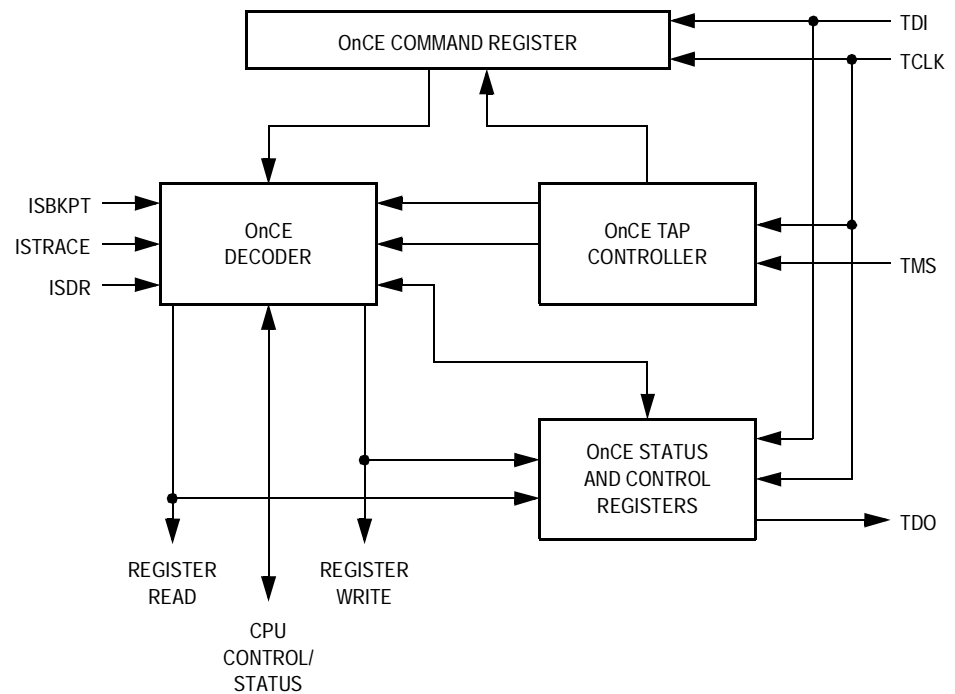 OnCE COMMAND REGISTER
TDI
TCLK
ISBKPT
ISTRACE
ISDR
OnCE
DECODER
OnCE TAP
CONTROLLER
TMS
OnCE STATUS
AND CONTROL
REGISTERS
TDO
REGISTER
READ
REGISTER
WRITE
CPU
CONTROL/
STATUS